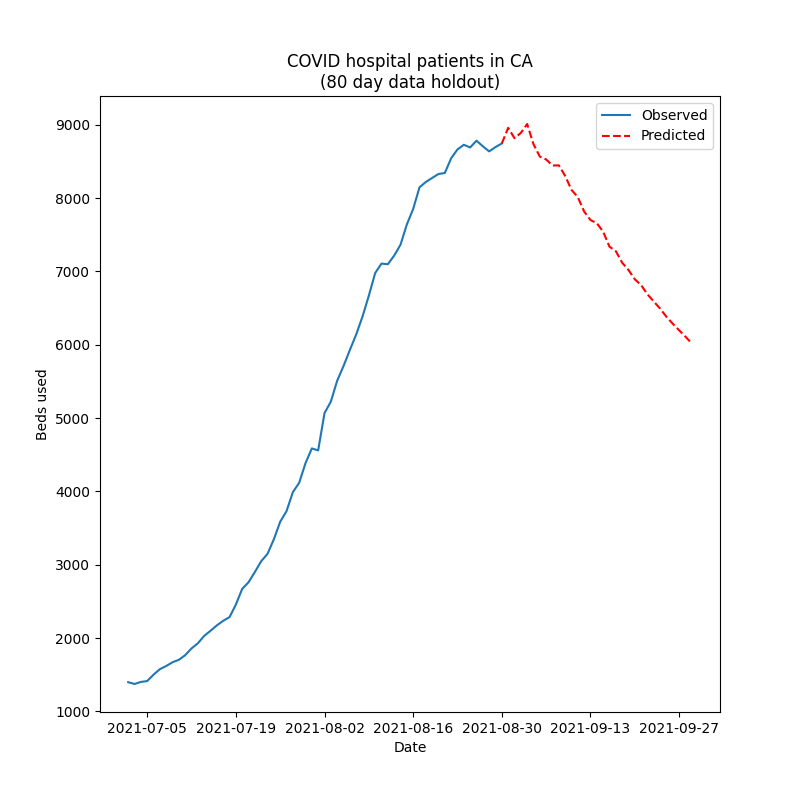 COVID hospital patients in CA
(80 day data holdout)
Observed
Predicted
9000
8000
7000
6000
5000
4000
3000
2000
1000
Beds used
2021-07-05 2021-07-19 2021-08-02 2021-08-16 2021-08-30 2021-09-13 2021-09-27
Date